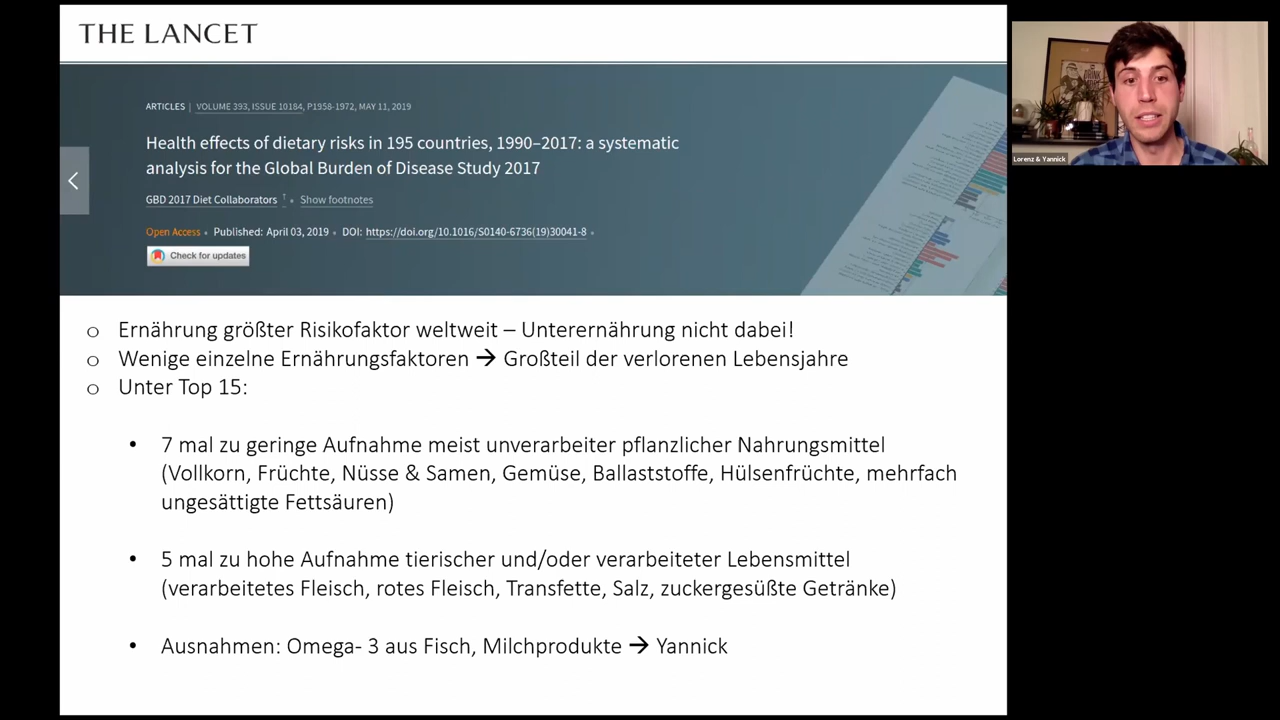 THE LANCET
ARTICLES | VOLUME 393, ISSUE 10184, P1958-1972, MAY 11, 2019
Health effects of dietary risks in 195 countries, 1990–2017: a systematic
analysis for the Global Burden of Disease Study 2017
GBD 2017 Diet Collaborators † • Show footnotes
Open Access • Published: April 03, 2019 • DOI: https://doi.org/10.1016/S0140-6736(19)30041-8 •
Check for updates
o Ernährung größter Risikofaktor weltweit – Unterernährung nicht dabei!
o Wenige einzelne Ernährungsfaktoren → Großteil der verlorenen Lebensjahre
o Unter Top 15:
• 7 mal zu geringe Aufnahme meist unverarbeiter pflanzlicher Nahrungsmittel
(Vollkorn, Früchte, Nüsse & Samen, Gemüse, Ballaststoffe, Hülsenfrüchte, mehrfach
ungesättigte Fettsäuren)
• 5 mal zu hohe Aufnahme tierischer und/oder verarbeiteter Lebensmittel
(verarbeitetes Fleisch, rotes Fleisch, Transfette, Salz, zuckergesüßte Getränke)
• Ausnahmen: Omega- 3 aus Fisch, Milchprodukte → Yannick
DRINK
Lorenz & Yannick